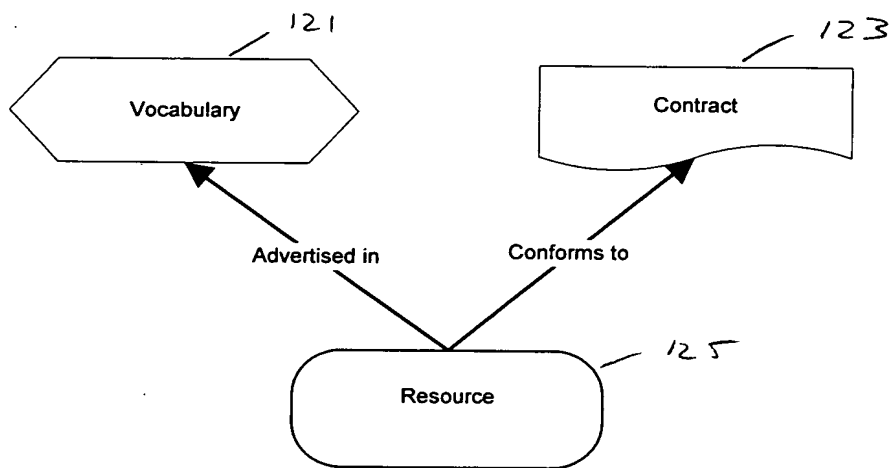 121
123
Vocabulary
Contract
Advertised in
Conforms to
125
Resource